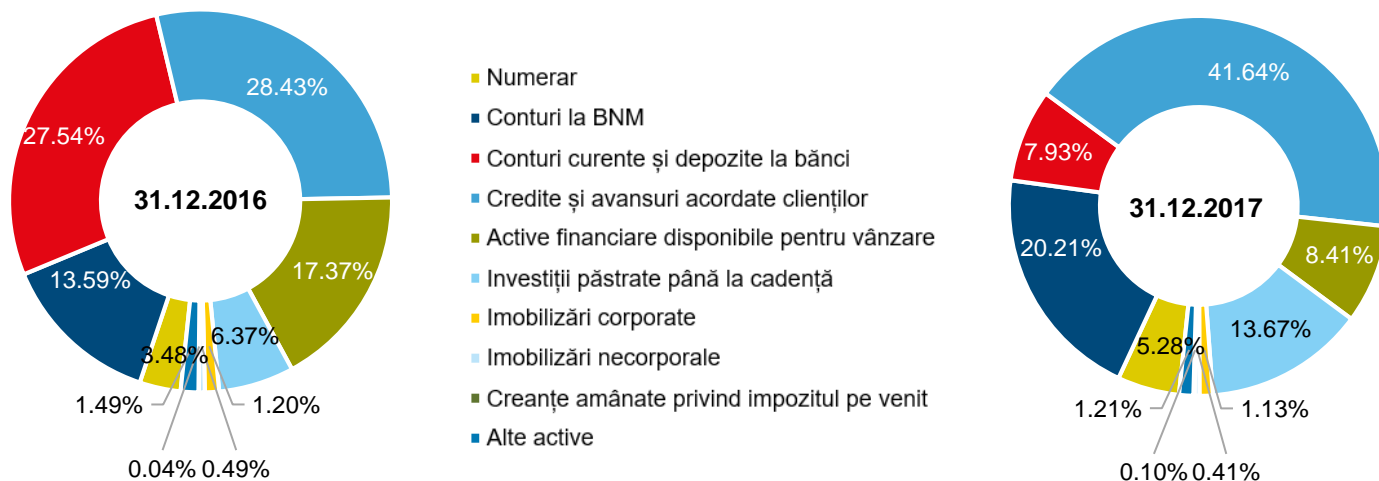 28.43%
27.54%
31.12.2016
17.37%
13.59%
6.37%
3.48%
1.49%
1.20%
0.04%
0.49%
Numerar
Conturi la BNM
Conturi curente și depozite la bănci
Credite și avansuri acordate clienților
Active financiare disponibile pentru vânzare
Investiții păstrate până la cadență
Imobilizări corporate
Imobilizări necorporale
Creanțe amânate privind impozitul pe venit
Alte active
41.64%
7.93%
31.12.2017
20.21%
8.41%
13.67%
5.28%
1.21%
1.13%
0.10%
0.41%